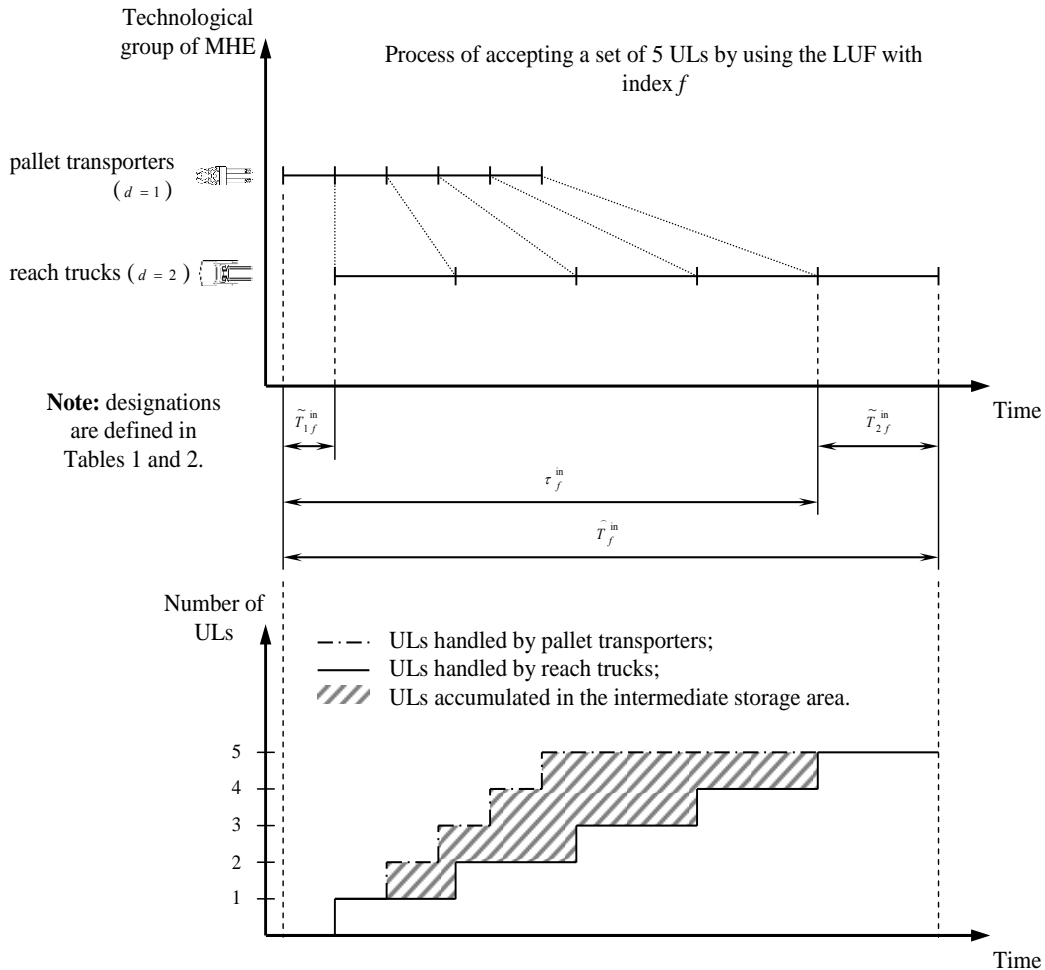 Technological
group of MHE
Process of accepting a set of 5 ULs by using the LUF with
index f
pallet transporters
( d = 1 )
reach trucks ( d = 2 )
Time
Note: designations
are defined in
Tables 1 and 2.
T̃ 1f in
T̃ 2f in
τ f in
T̂ f in
Number of
ULs
ULs handled by pallet transporters;
ULs handled by reach trucks;
ULs accumulated in the intermediate storage area.
5
4
3
2
1
Time